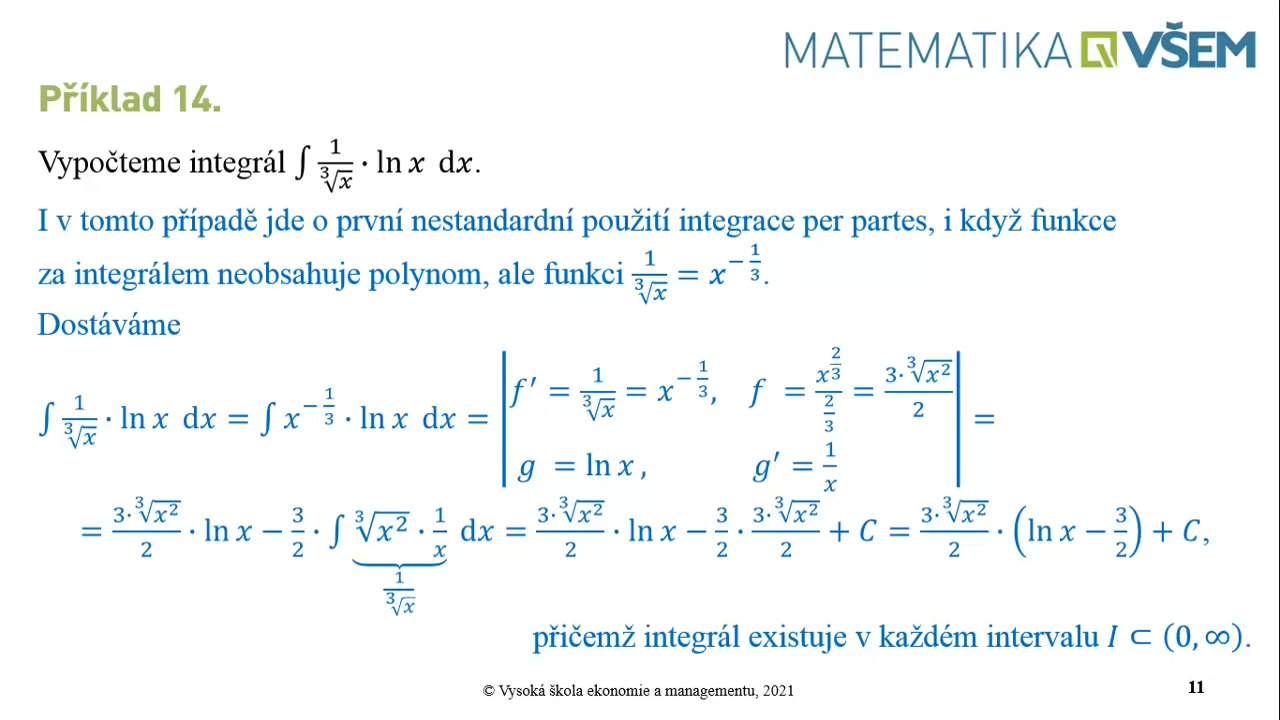 MATEMATIKA VŠEM
Příklad 14.
Vypočteme integrál ∫ 1/∛x · ln x dx.
I v tomto případě jde o první nestandardní použití integrace per partes, i když funkce
za integrálem neobsahuje polynom, ale funkci 1/∛x = x^(−1/3).
Dostáváme
∫ 1/∛x · ln x dx = ∫ x^(−1/3) · ln x dx = | f′ = 1/∛x = x^(−1/3), f = x^(2/3)/(2/3) = 3·∛x²/2 | =
| g = ln x, g′ = 1/x |
= 3·∛x²/2 · ln x − 3/2 · ∫ ∛x² · 1/x dx = 3·∛x²/2 · ln x − 3/2 · 3·∛x²/2 + C = 3·∛x²/2 · (ln x − 3/2) + C,
1/∛x
přičemž integrál existuje v každém intervalu I ⊂ (0, ∞).
© Vysoká škola ekonomie a managementu, 2021
11